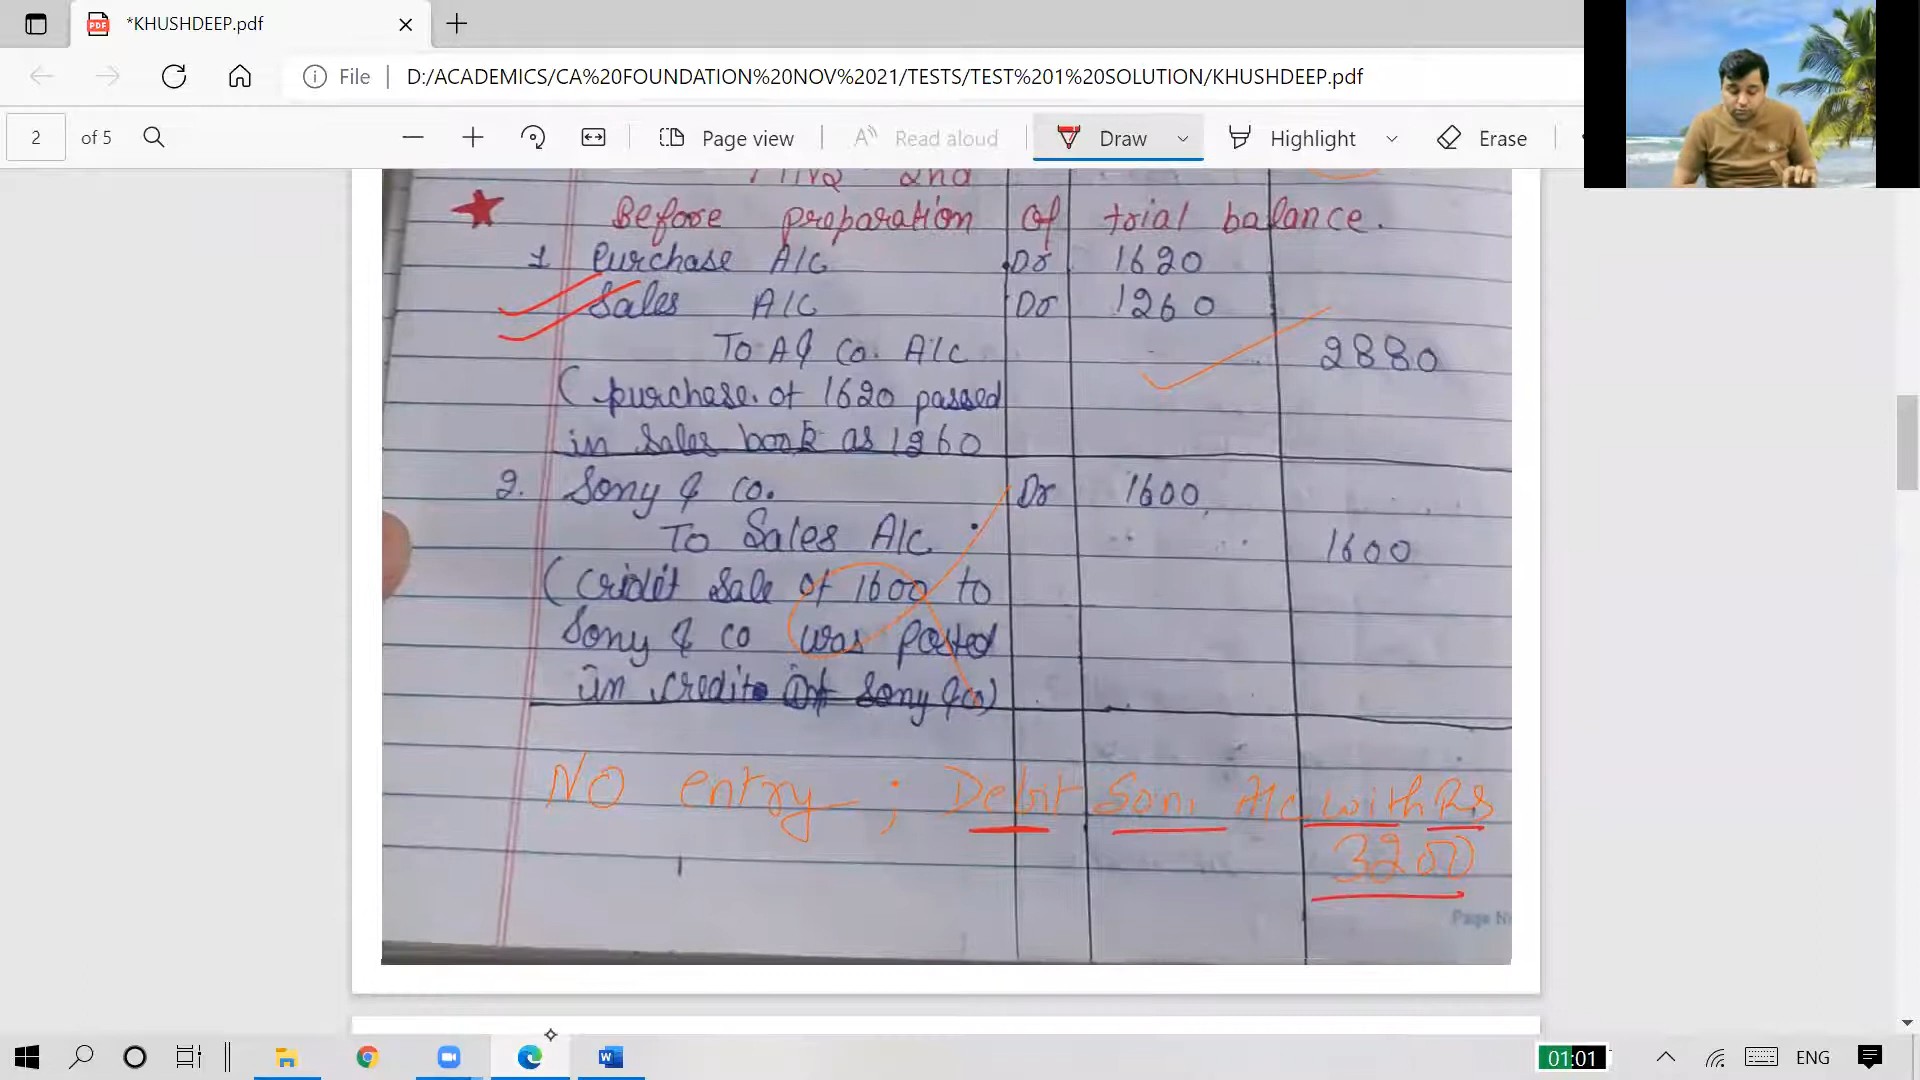 *KHUSHDEEP.pdf
File
D:/ACADEMICS/CA%20FOUNDATION%20NOV%2021/TESTS/TEST%201%20SOLUTION/KHUSHDEEP.pdf
2 of 5
Page view
Read aloud
Draw
Highlight
Erase
and
Before preparation of trial balance.
1 Purchase A/C Dr 1620
Sales A/C Dr 1260
To A & Co. A/C 2880
( purchase of 1620 passed
in sales book as 1260
2. Sony & Co. Dr 1600
To Sales A/C 1600
( cridit sale of 1600 to
Sony & co was posted
in credit of Sony & co)
NO entry ; Debit Soni A/C with RS
3200
Page N
01:01
ENG